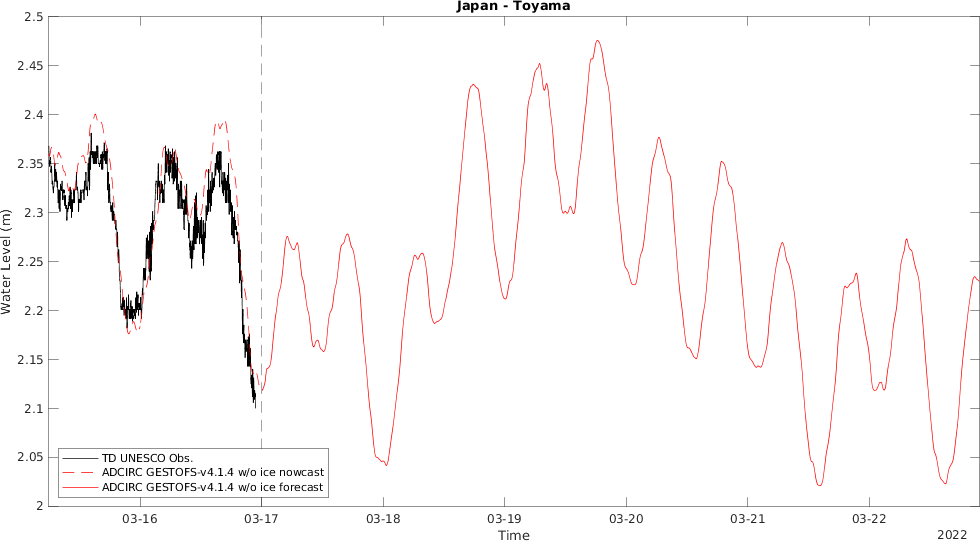 Japan - Toyama
2.5
2.45
2.4
2.35
2.3
2.25
2.2
2.15
2.1
2.05
2
Water Level (m)
TD UNESCO Obs.
ADCIRC GESTOFS-v4.1.4 w/o ice nowcast
ADCIRC GESTOFS-v4.1.4 w/o ice forecast
03-16 03-17 03-18 03-19 03-20 03-21 03-22
Time
2022